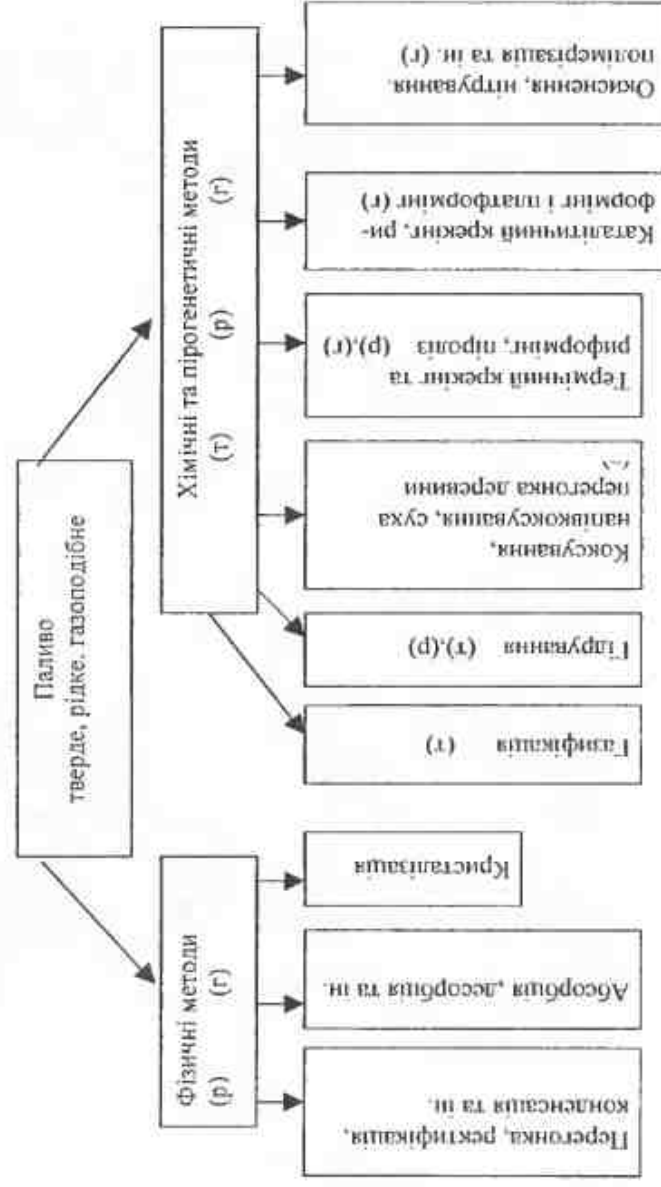 Паливо
тверде, рідке, газоподібне
Фізичні методи
(р) (г)
Хімічні та пірогенетичні методи
(т) (р) (г)
Перегонка, ректифікація,
конденсація та ін.
Абсорбція ,десорбція та ін.
Кристалізація
Газифікація (т)
Гідрування (т),(р)
Коксування,
напівкоксування, суха
перегонка деревини
Термічний крекінг та
риформінг, піроліз (р),(г)
Каталітичний крекінг, ри-
формінг і платформінг (г)
Окиснення, нітрування.
полімерізація та ін. (г)